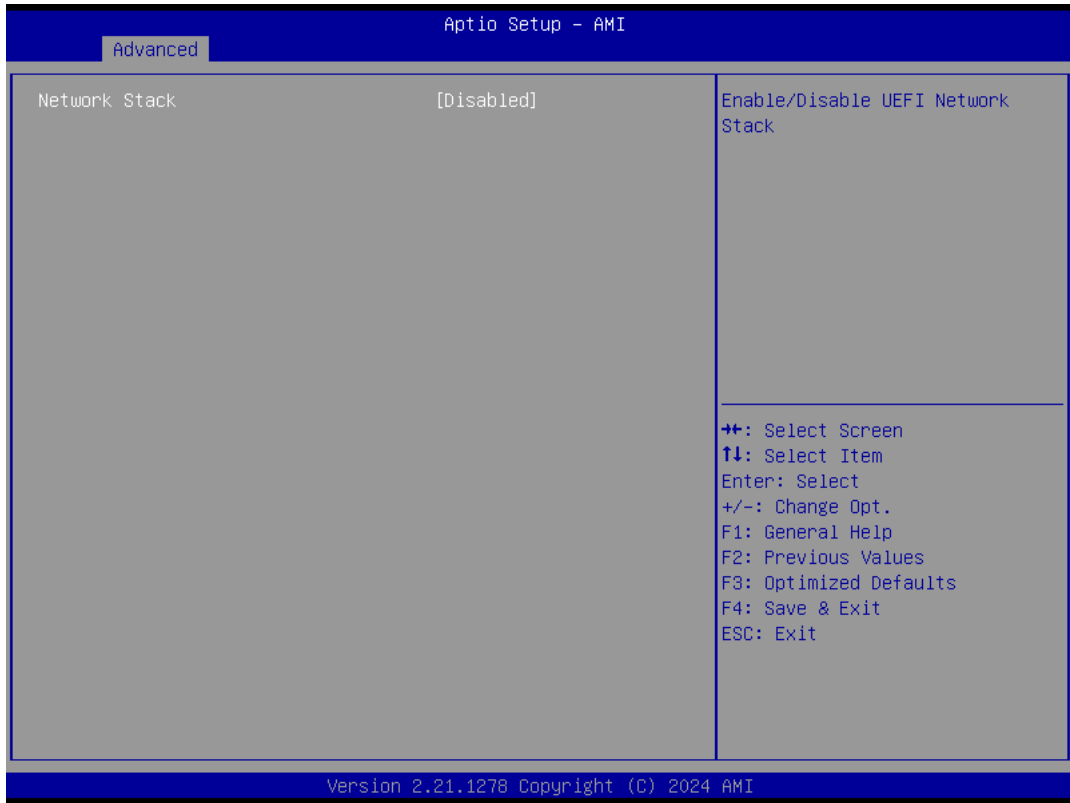 Aptio Setup – AMI
Advanced
Network Stack [Disabled]
Enable/Disable UEFI Network
Stack
→←: Select Screen
↑↓: Select Item
Enter: Select
+/-: Change Opt.
F1: General Help
F2: Previous Values
F3: Optimized Defaults
F4: Save & Exit
ESC: Exit
Version 2.21.1278 Copyright (C) 2024 AMI